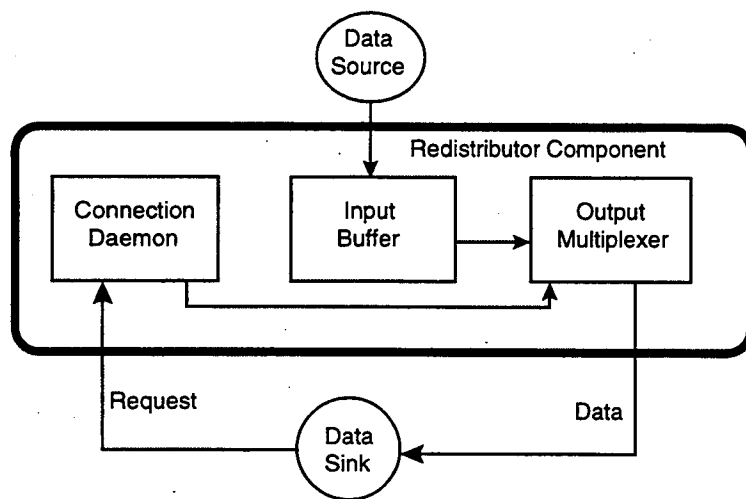 Data
Source
Redistributor Component
Connection
Daemon
Input
Buffer
Output
Multiplexer
Request
Data
Data
Sink